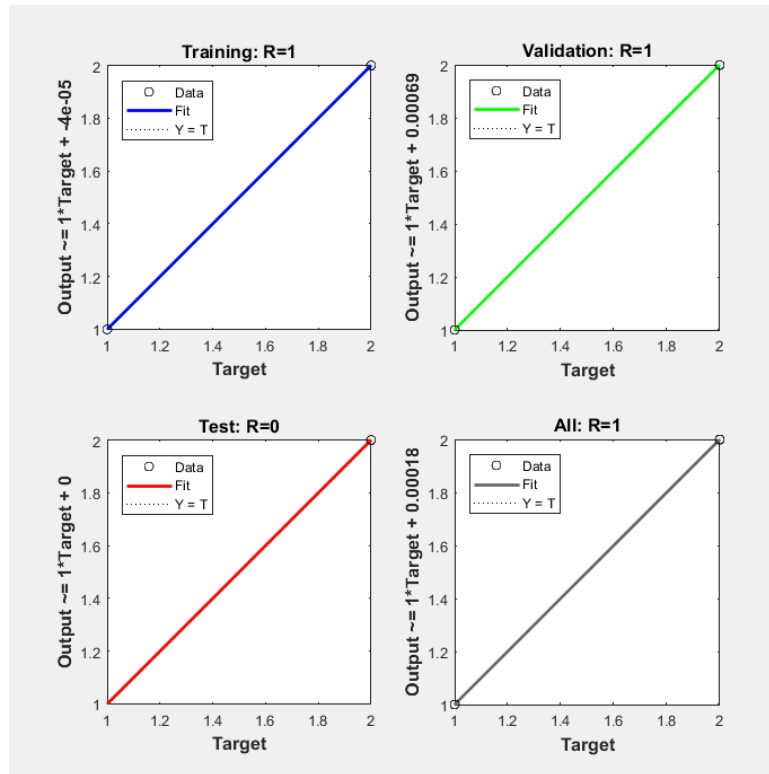 Training: R=1
Output ~= 1*Target + -4e-05
2
1.8
1.6
1.4
1.2
1
Data
Fit
Y = T
1 1.2 1.4 1.6 1.8 2
Target
Validation: R=1
Output ~= 1*Target + 0.00069
2
1.8
1.6
1.4
1.2
1
Data
Fit
Y = T
1 1.2 1.4 1.6 1.8 2
Target
Test: R=0
Output ~= 1*Target + 0
2
1.8
1.6
1.4
1.2
1
Data
Fit
Y = T
1 1.2 1.4 1.6 1.8 2
Target
All: R=1
Output ~= 1*Target + 0.00018
2
1.8
1.6
1.4
1.2
1
Data
Fit
Y = T
1 1.2 1.4 1.6 1.8 2
Target